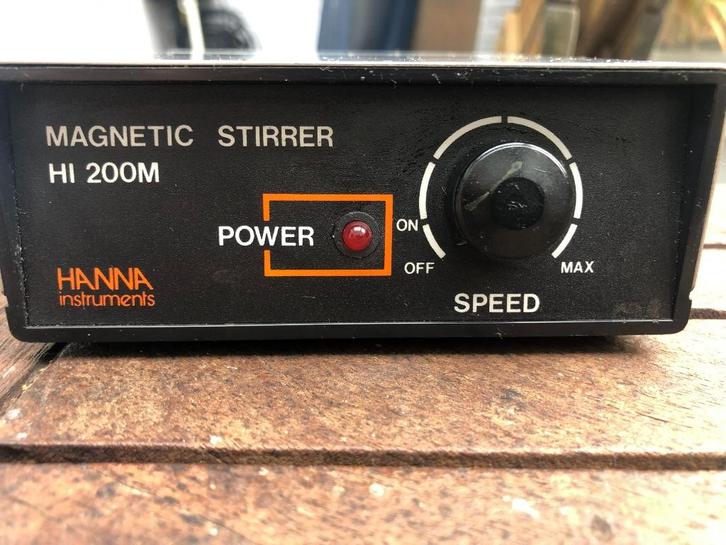 MAGNETIC STIRRER
HI 200M
POWER
ON
OFF
MAX
SPEED
HANNA
instruments